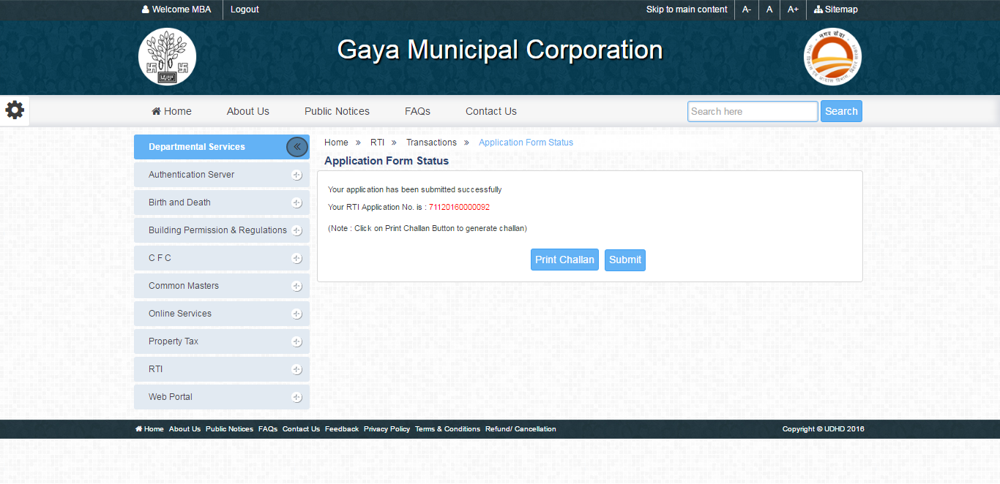 Welcome MBA Logout Skip to main content A- A A+ Sitemap
Gaya Municipal Corporation
नगर सेवा
Home About Us Public Notices FAQs Contact Us Search here Search
Departmental Services
Authentication Server
Birth and Death
Building Permission & Regulations
C F C
Common Masters
Online Services
Property Tax
RTI
Web Portal
Home » RTI » Transactions » Application Form Status
Application Form Status
Your application has been submitted successfully
Your RTI Application No. is : 71120160000092
(Note : Click on Print Challan Button to generate challan)
Print Challan Submit
Home About Us Public Notices FAQs Contact Us Feedback Privacy Policy Terms & Conditions Refund/ Cancellation Copyright © UDHD 2016